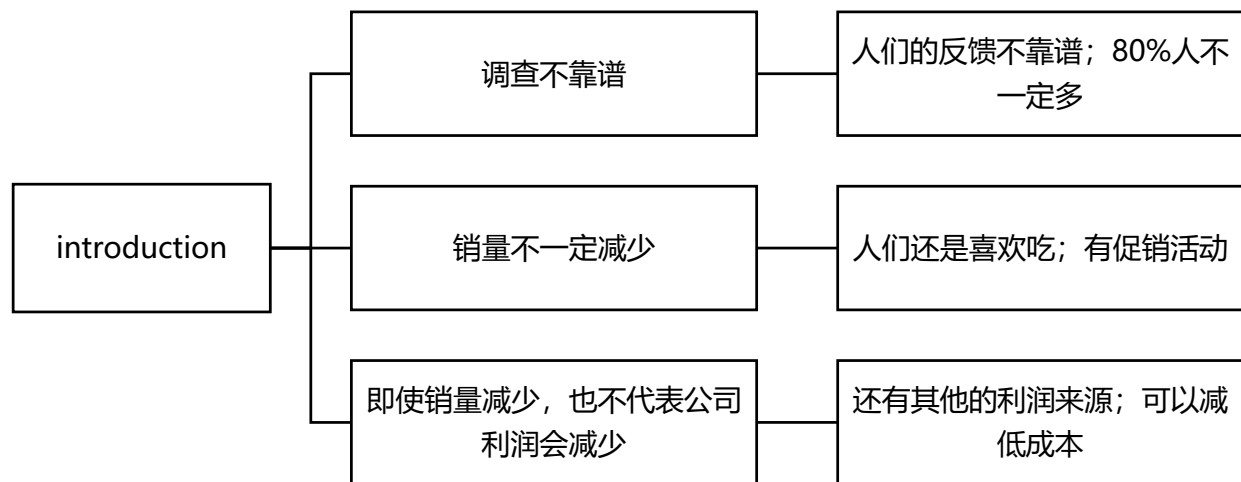 调查不靠谱
人们的反馈不靠谱；80%人不
一定多
introduction
销量不一定减少
人们还是喜欢吃；有促销活动
即使销量减少，也不代表公司
利润会减少
还有其他的利润来源；可以减
低成本